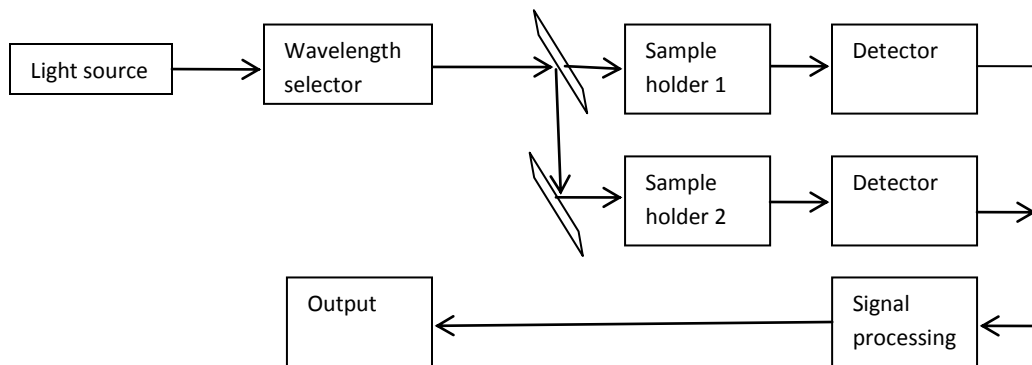 Light source
Wavelength
selector
Sample
holder 1
Detector
Sample
holder 2
Detector
Output
Signal
processing